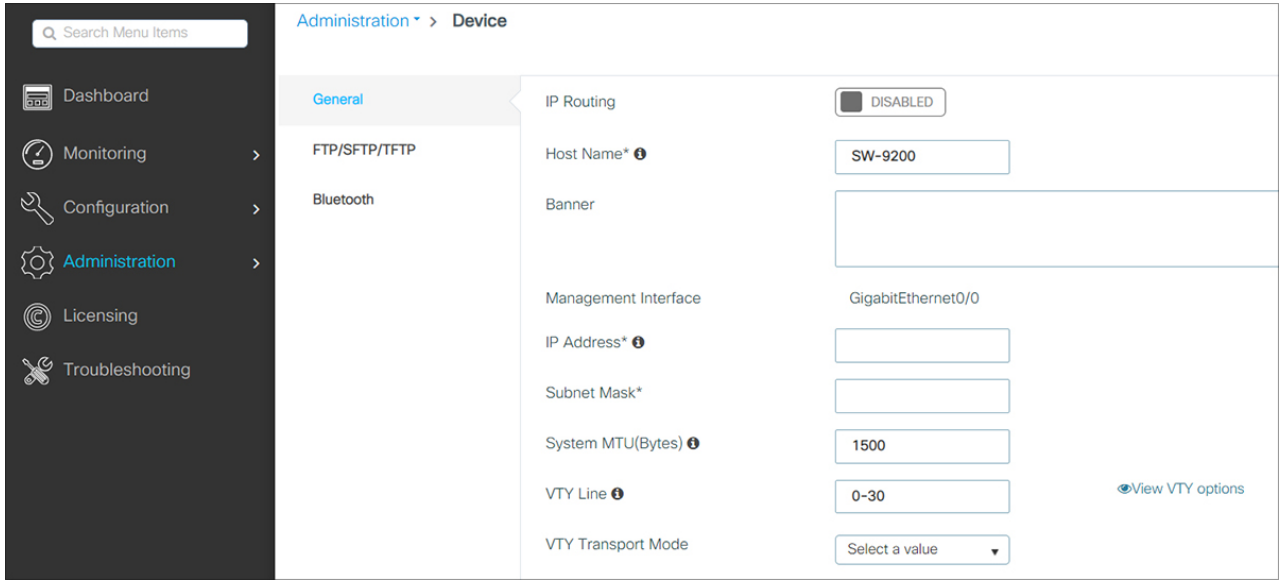 Search Menu Items
Dashboard
Monitoring
Configuration
Administration
Licensing
Troubleshooting
Administration > Device
General
FTP/SFTP/TFTP
Bluetooth
IP Routing DISABLED
Host Name* SW-9200
Banner
Management Interface GigabitEthernet0/0
IP Address*
Subnet Mask*
System MTU(Bytes) 1500
VTY Line 0-30 View VTY options
VTY Transport Mode Select a value